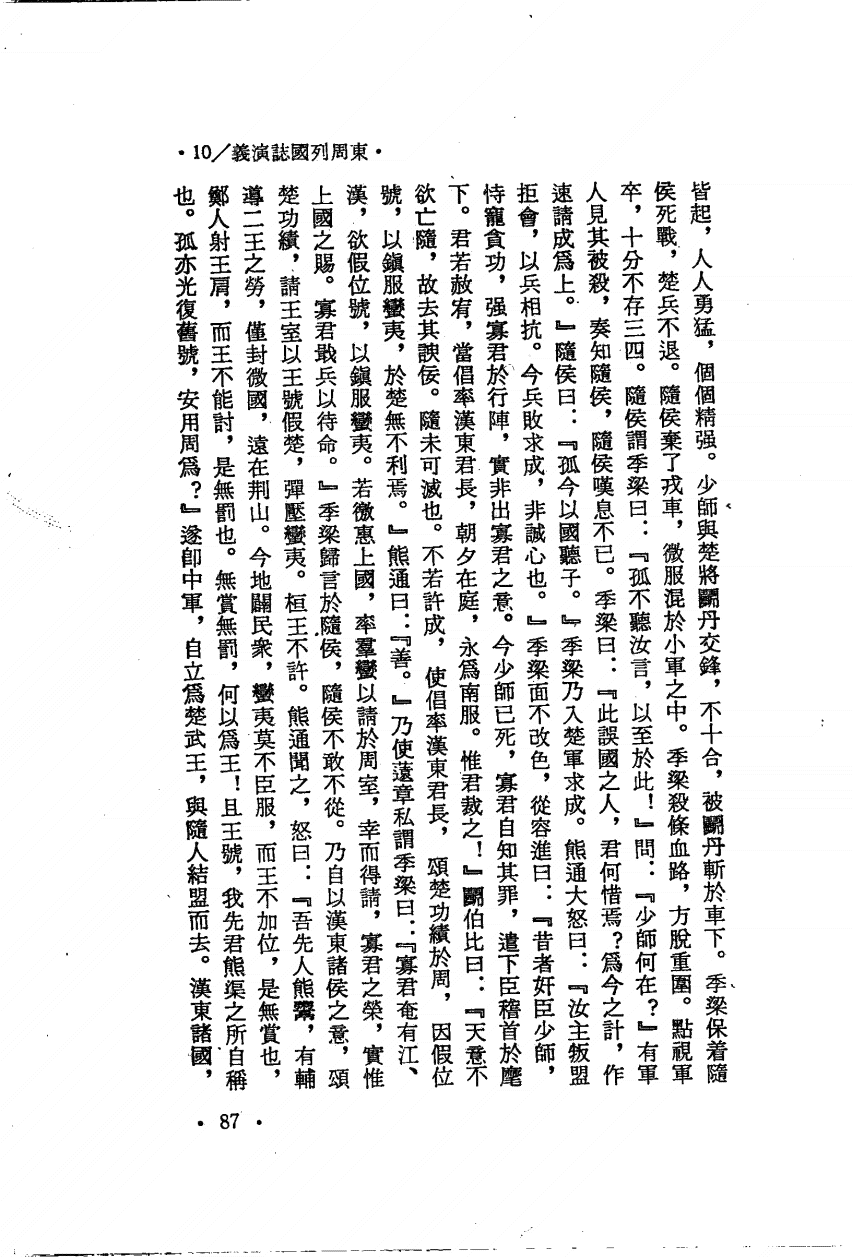 ・東周列國誌演義/10・
皆起，人人勇猛，個個精强。少師與楚將鬭丹交鋒，不十合，被鬭丹斬於車下。季梁保着隨
侯死戰，楚兵不退。隨侯棄了戎車，微服混於小軍之中。季梁殺條血路，方脫重圍。點視軍
卒，十分不存三四。隨侯謂季梁曰：『孤不聽汝言，以至於此！』問：『少師何在？』有軍
人見其被殺，奏知隨侯，隨侯嘆息不已。季梁曰：『此誤國之人，君何惜焉？爲今之計，作
速請成爲上。』隨侯曰：『孤今以國聽子。』季梁乃入楚軍求成。熊通大怒曰：『汝主叛盟
拒會，以兵相抗。今兵敗求成，非誠心也。』季梁面不改色，從容進曰：『昔者奸臣少師，
恃寵貪功，强寡君於行陣，實非出寡君之意。今少師已死，寡君自知其罪，遣下臣稽首於麾
下。君若赦宥，當倡率漢東君長，朝夕在庭，永爲南服。惟君裁之！』鬭伯比曰：『天意不
欲亡隨，故去其諛佞。隨未可滅也。不若許成，使倡率漢東君長，頌楚功績於周，因假位
號，以鎭服蠻夷，於楚無不利焉。』熊通曰：『善。』乃使薳章私謂季梁曰：『寡君奄有江、
漢，欲假位號，以鎭服蠻夷。若徼惠上國，率羣蠻以請於周室，幸而得請，寡君之榮，實惟
上國之賜。寡君戢兵以待命。』季梁歸言於隨侯，隨侯不敢不從。乃自以漢東諸侯之意，頌
楚功績，請王室以王號假楚，彈壓蠻夷。桓王不許。熊通聞之，怒曰：『吾先人熊鬻，有輔
導二王之勞，僅封微國，遠在荆山。今地闢民衆，蠻夷莫不臣服，而王不加位，是無賞也，
鄭人射王肩，而王不能討，是無罰也。無賞無罰，何以爲王！且王號，我先君熊渠之所自稱
也。孤亦光復舊號，安用周爲？』遂卽中軍，自立爲楚武王，與隨人結盟而去。漢東諸國，
・87・